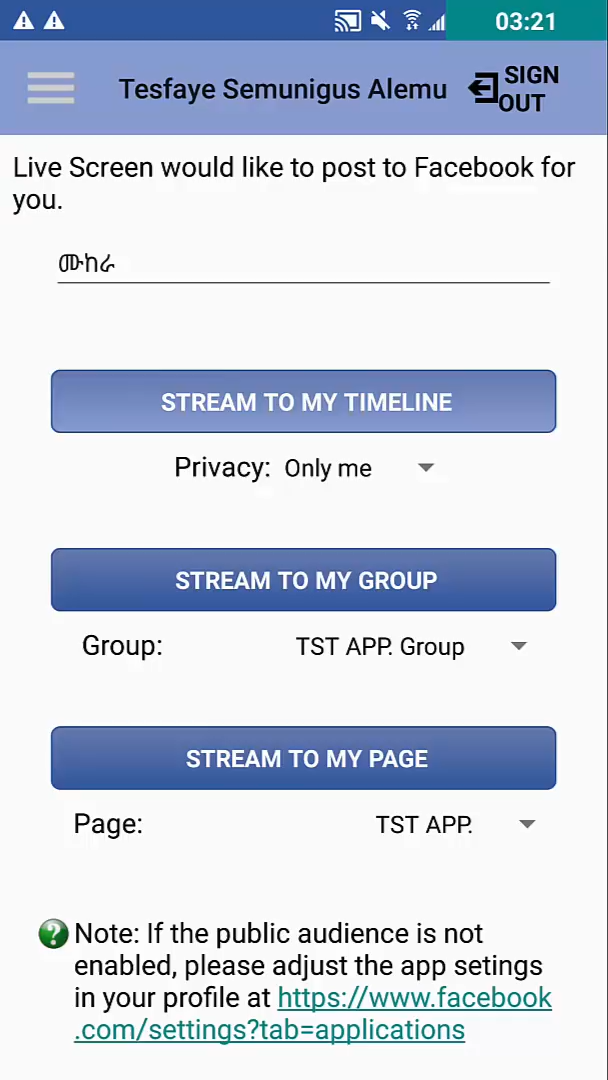 03:21
Tesfaye Semunigus Alemu
SIGN
OUT
Live Screen would like to post to Facebook for
you.
ሙከራ
STREAM TO MY TIMELINE
Privacy: Only me
STREAM TO MY GROUP
Group: TST APP. Group
STREAM TO MY PAGE
Page: TST APP.
Note: If the public audience is not
enabled, please adjust the app setings
in your profile at https://www.facebook
.com/settings?tab=applications